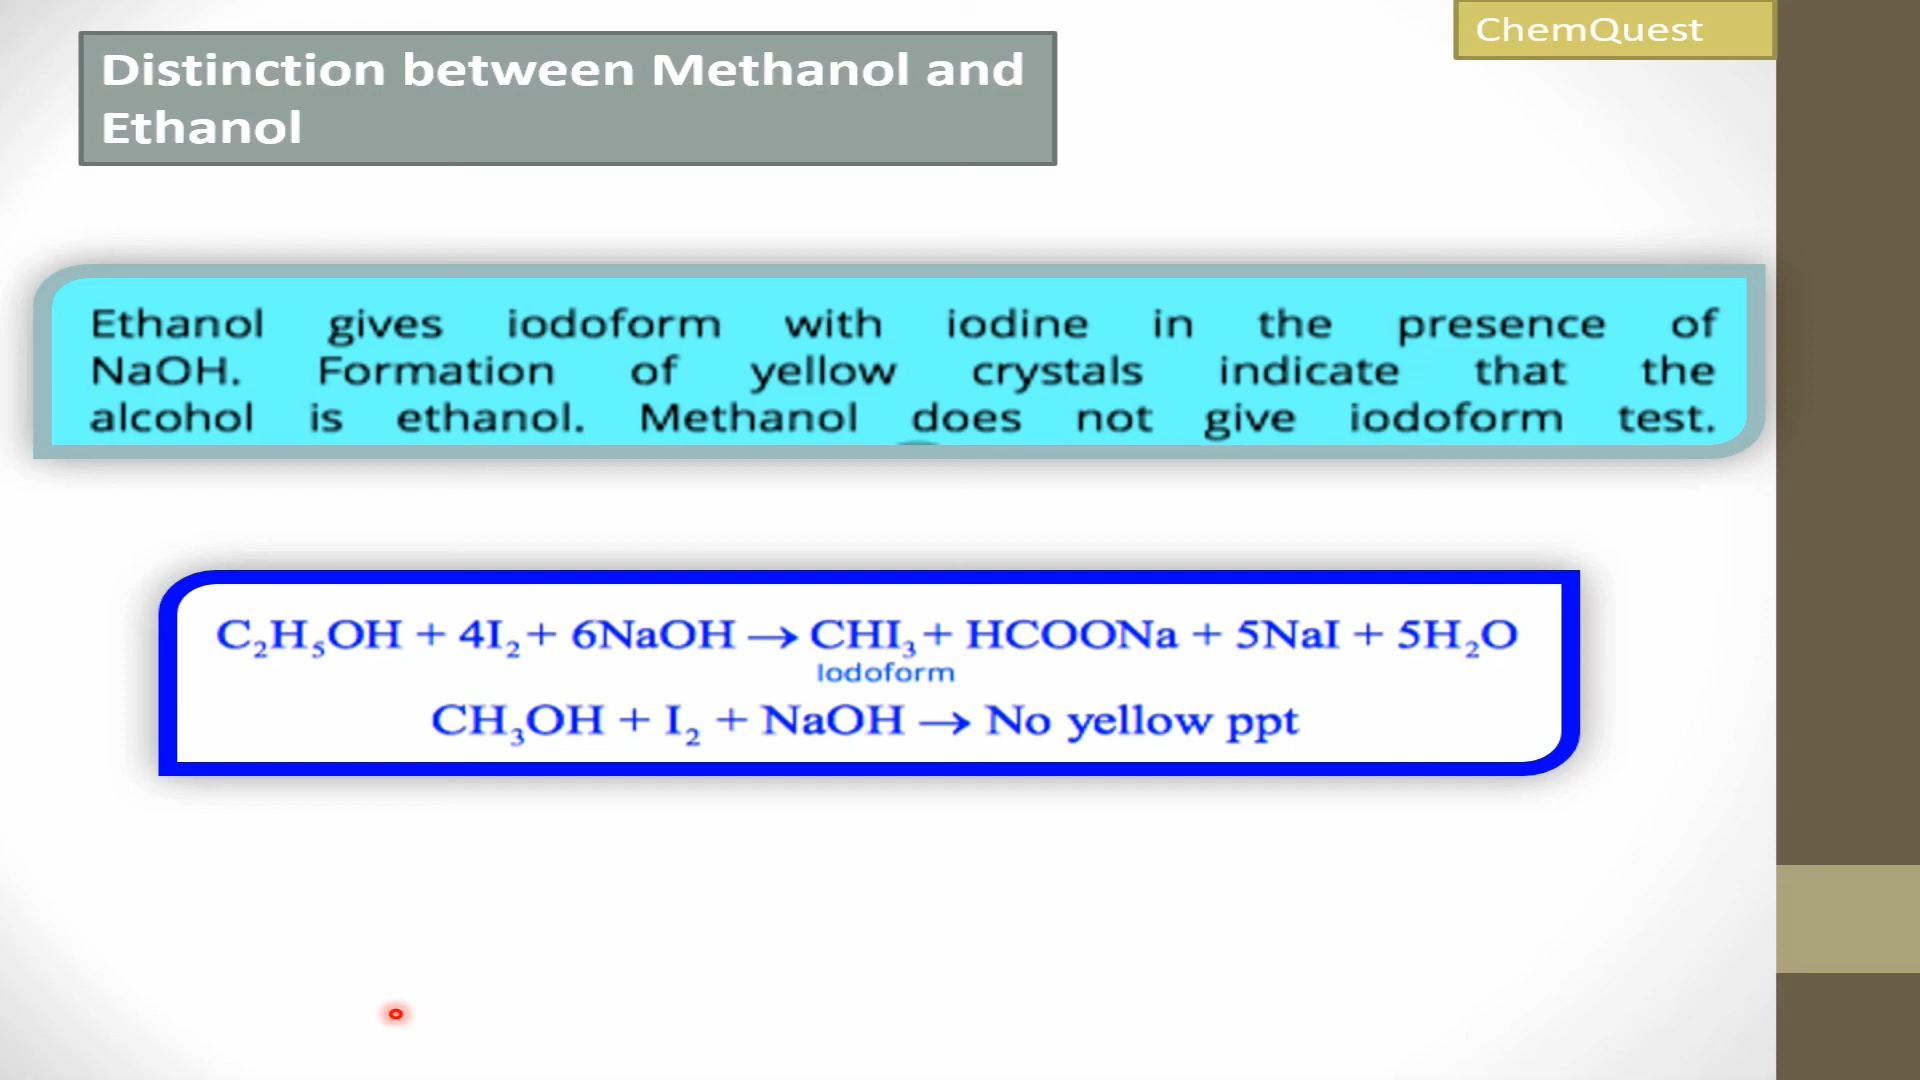 ChemQuest
Distinction between Methanol and
Ethanol
Ethanol gives iodoform with iodine in the presence of
NaOH. Formation of yellow crystals indicate that the
alcohol is ethanol. Methanol does not give iodoform test.
C₂H₅OH + 4I₂ + 6NaOH → CHI₃ + HCOONa + 5NaI + 5H₂O
Iodoform
CH₃OH + I₂ + NaOH → No yellow ppt